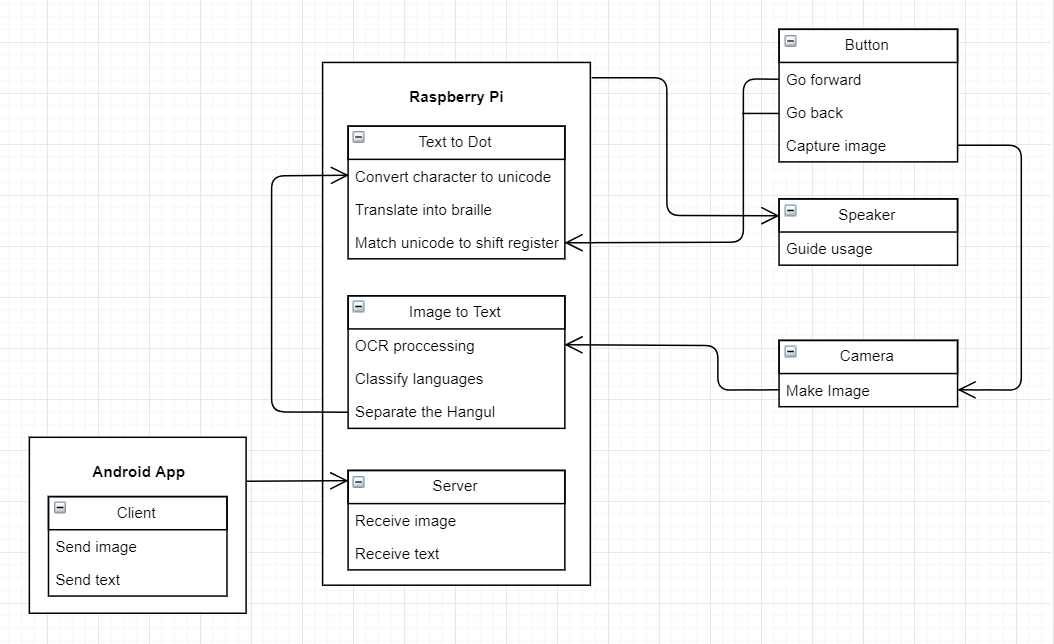 Raspberry Pi
Text to Dot
Convert character to unicode
Translate into braille
Match unicode to shift register
Image to Text
OCR proccessing
Classify languages
Separate the Hangul
Server
Receive image
Receive text
Android App
Client
Send image
Send text
Button
Go forward
Go back
Capture image
Speaker
Guide usage
Camera
Make Image